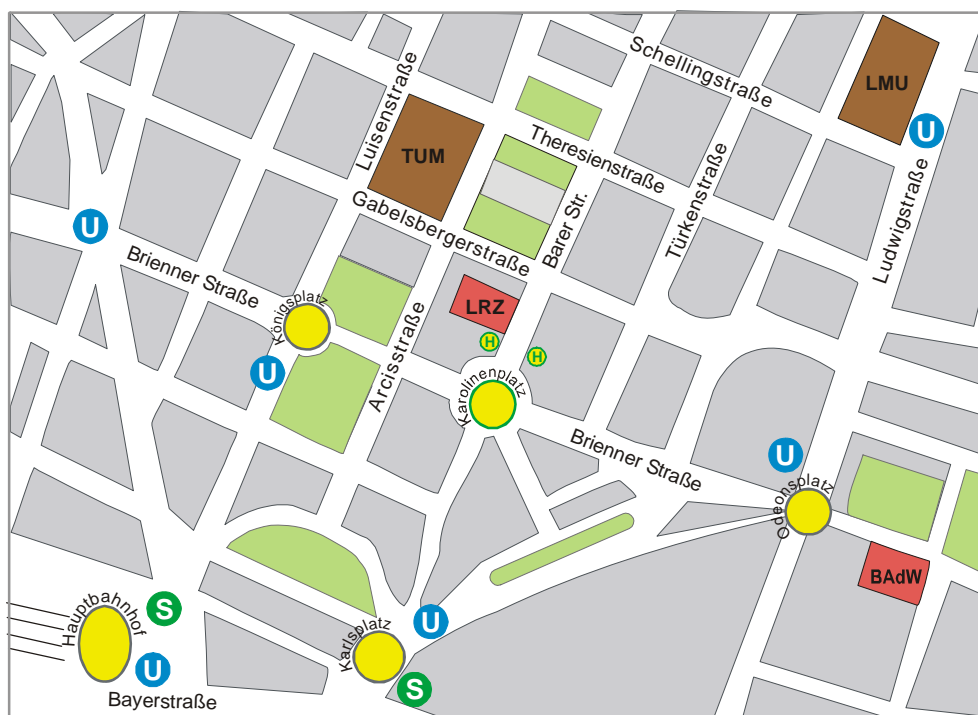 Schellingstraße
LMU
U
Luisenstraße
TUM
Theresienstraße
Türkenstraße
Ludwigstraße
Gabelsbergerstraße
Barer Str.
U
Brienner Straße
Königsplatz
LRZ
H
H
U
Arcisstraße
Karolinenplatz
Brienner Straße
U
Odeonsplatz
BAdW
Hauptbahnhof
S
U
Karlsplatz
U
S
Bayerstraße